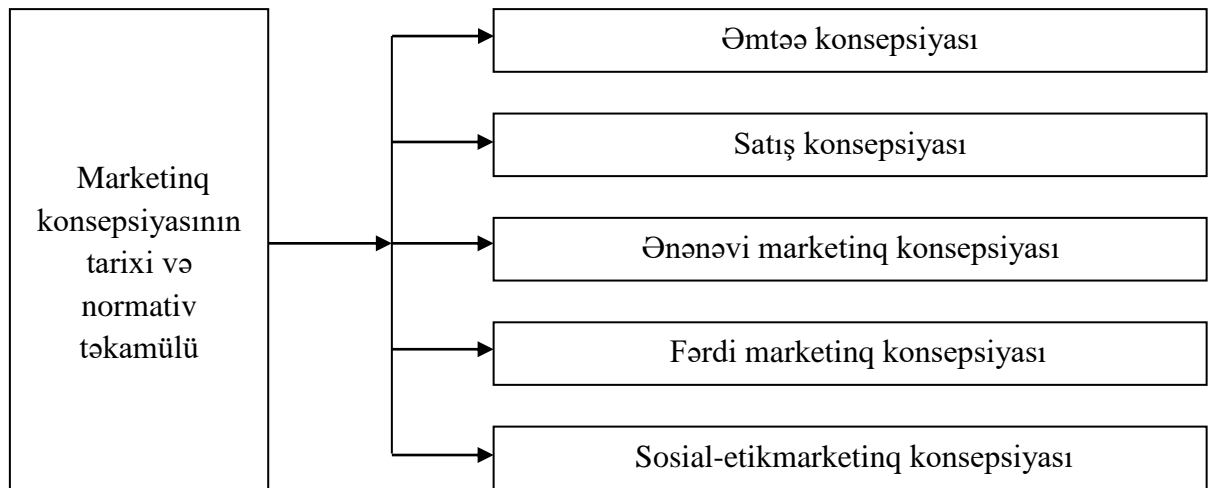 Marketinq
konsepsiyasının
tarixi və
normativ
təkamülü
Əmtəə konsepsiyası
Satış konsepsiyası
Ənənəvi marketinq konsepsiyası
Fərdi marketinq konsepsiyası
Sosial-etikmarketinq konsepsiyası